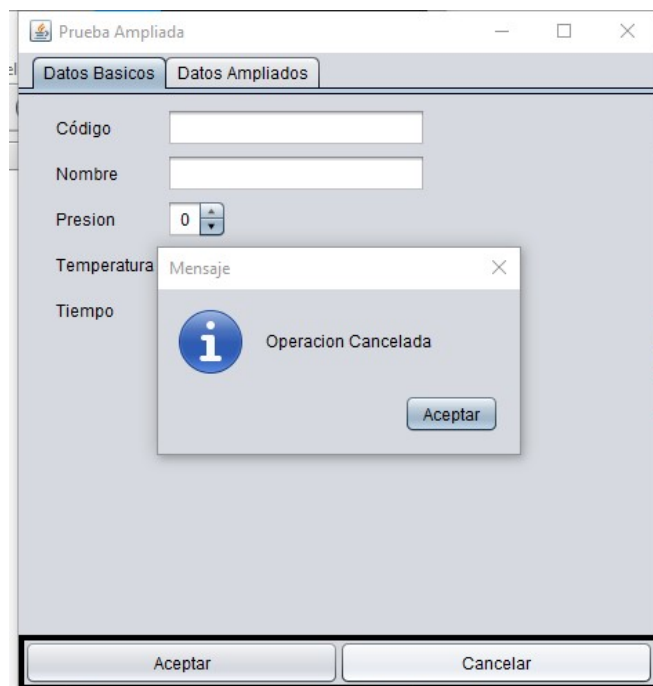 Prueba Ampliada
Datos Basicos Datos Ampliados
Código
Nombre
Presion 0
Temperatura
Mensaje
Tiempo
Operacion Cancelada
Aceptar
Aceptar Cancelar